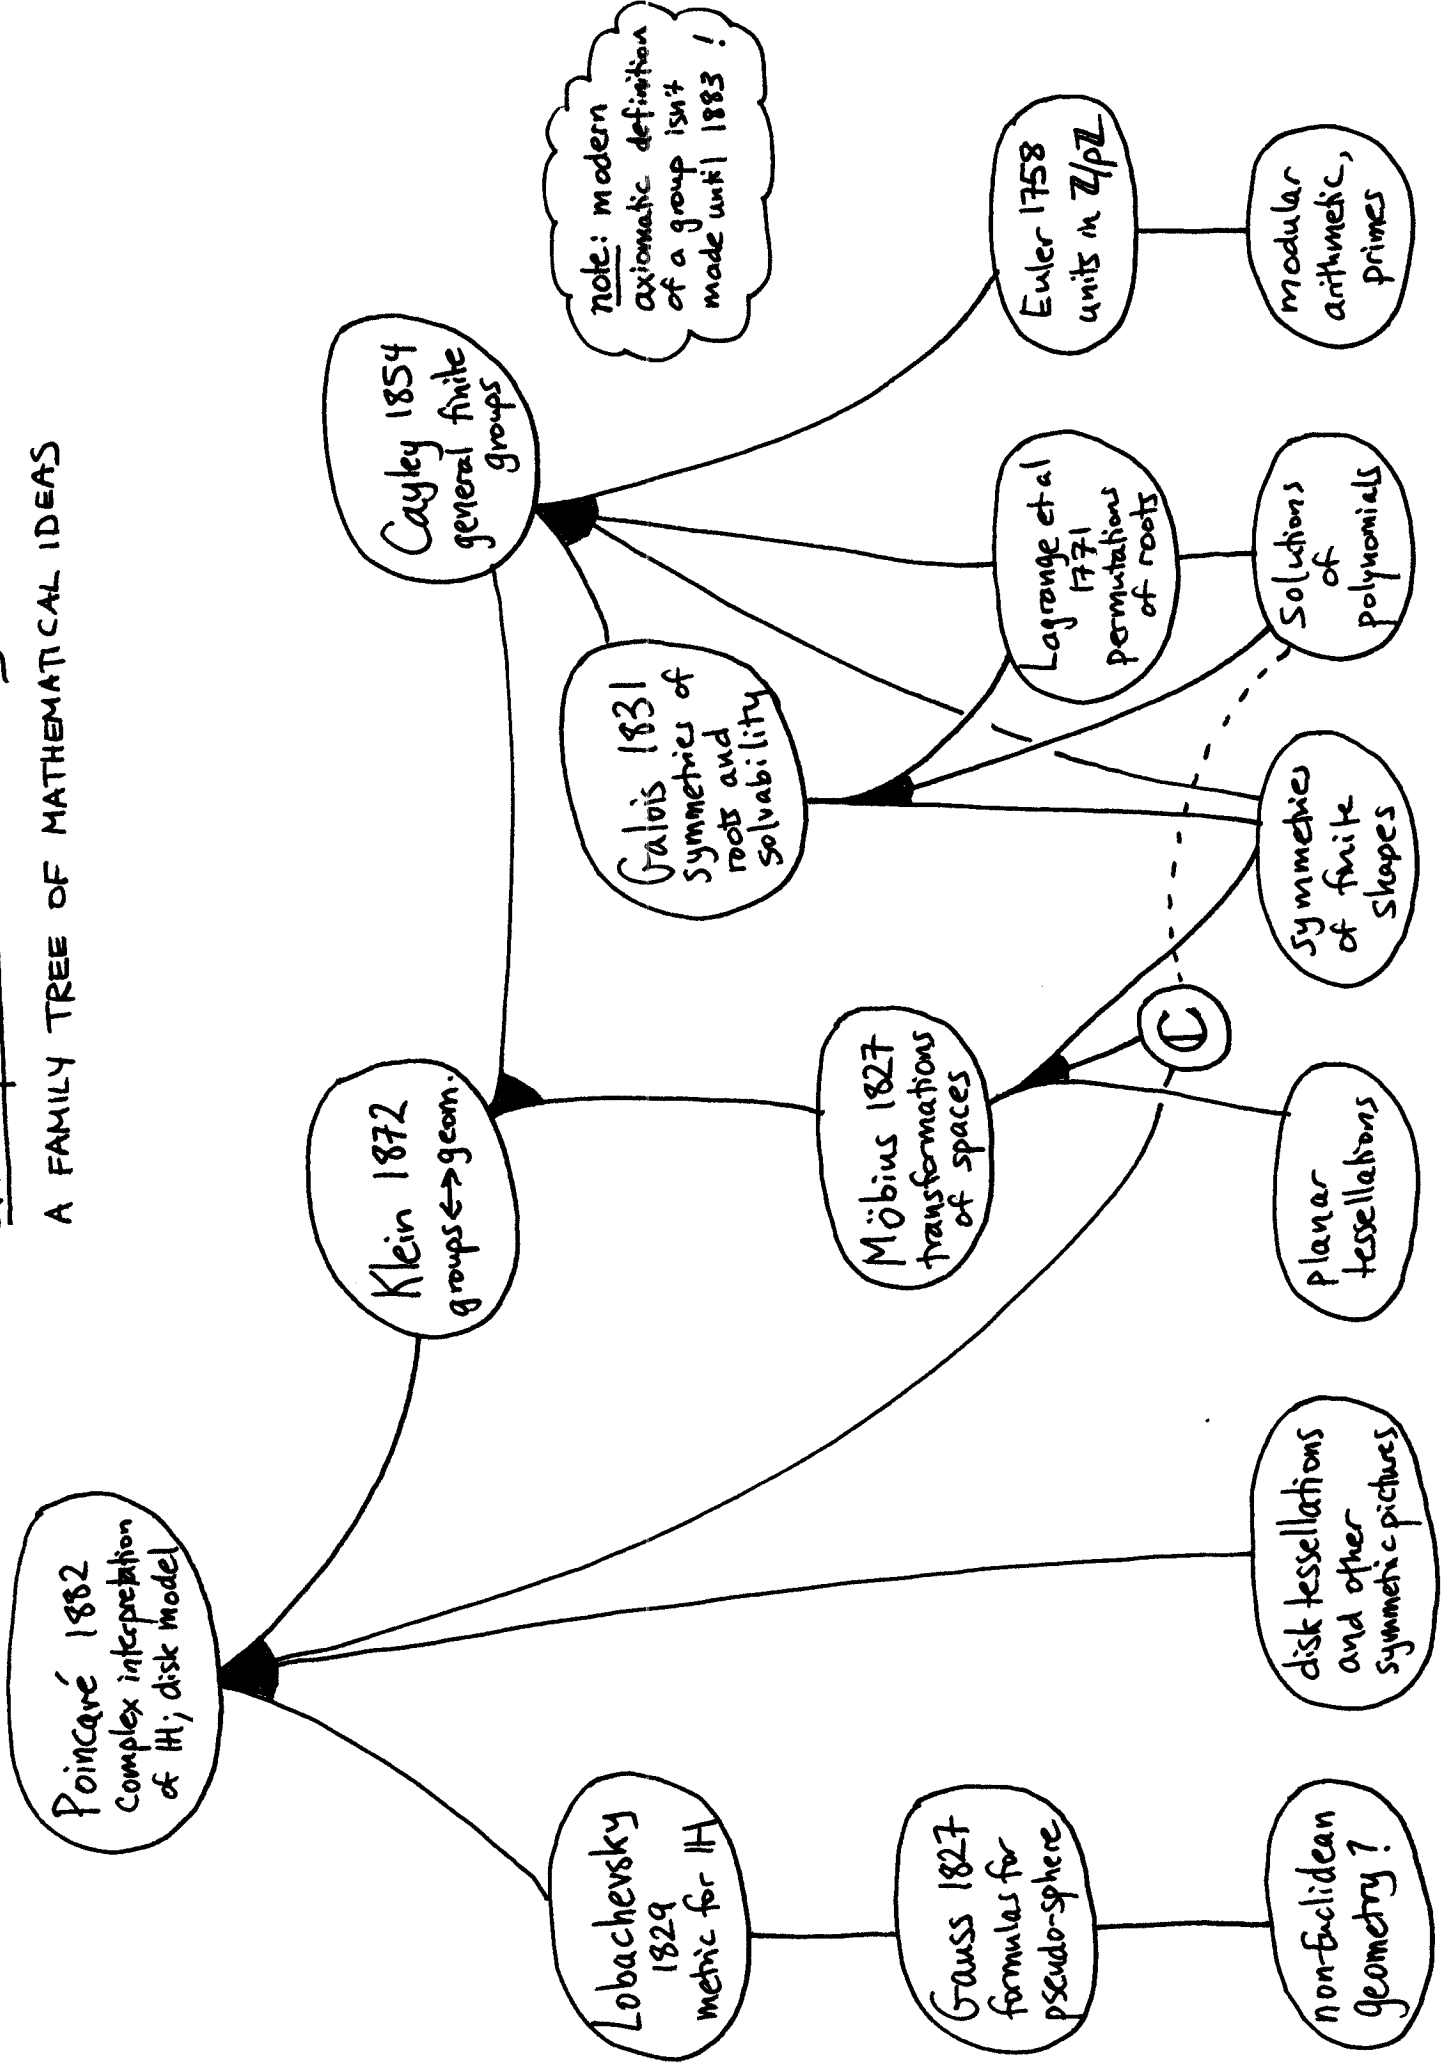 A FAMILY TREE OF MATHEMATICAL IDEAS
Poincaré 1882
complex interpretation
of ℍ; disk model
Klein 1872
groups↔geom.
Cayley 1854
general finite
groups
note: modern
axiomatic definition
of a group isn't
made until 1883 !
Lobachevsky
1829
metric for ℍ
Galois 1831
symmetries of
roots and
solvability
Gauss 1827
formulas for
pseudo-sphere
Möbius 1827
transformations
of spaces
Lagrange et al
1771
permutations
of roots
Euler 1758
units in ℤ/pℤ
ℂ
non-Euclidean
geometry?
disk tessellations
and other
symmetric pictures
planar
tessellations
symmetries
of finite
shapes
Solutions
of
polynomials
modular
arithmetic,
primes